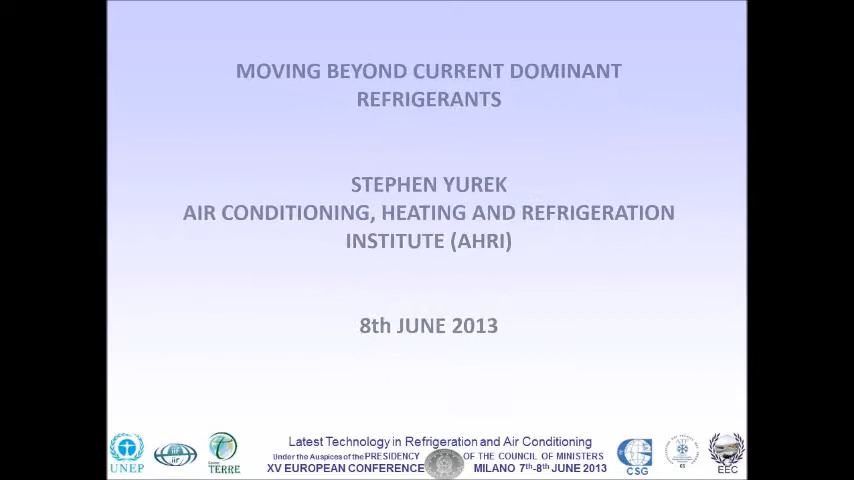 MOVING BEYOND CURRENT DOMINANT
REFRIGERANTS
STEPHEN YUREK
AIR CONDITIONING, HEATING AND REFRIGERATION
INSTITUTE (AHRI)
8th JUNE 2013
Latest Technology in Refrigeration and Air Conditioning
Under the Auspices of the PRESIDENCY OF THE COUNCIL OF MINISTERS
XV EUROPEAN CONFERENCE MILANO 7th-8th JUNE 2013
UNEP
iir
TERRE
CSG
EEC